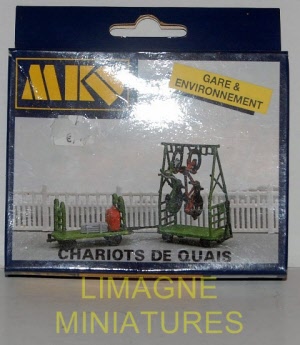 MKD
GARE &
ENVIRONNEMENT
€
CHARIOTS DE QUAIS
LIMAGNE
MINIATURES